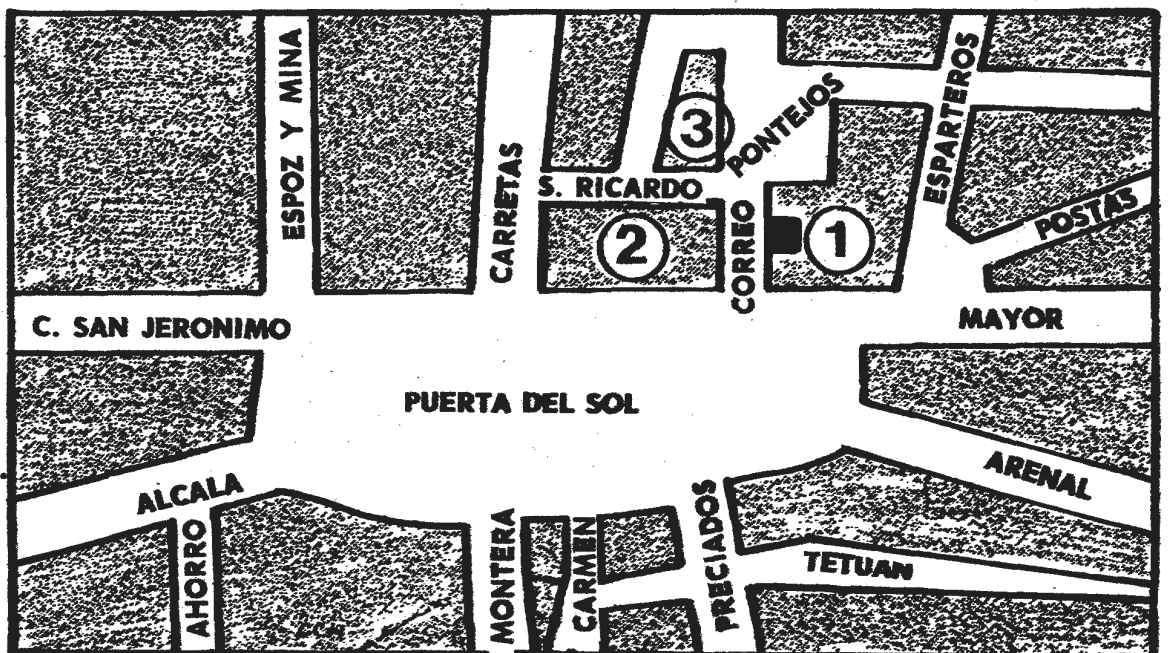 ESPOZ Y MINA
CARRETAS
3
PONTEJOS
ESPARTEROS
S. RICARDO
POSTAS
2
CORREO
1
C. SAN JERONIMO
MAYOR
PUERTA DEL SOL
ALCALA
ARENAL
AHORRO
MONTERA
CARMEN
PRECIADOS
TETUAN